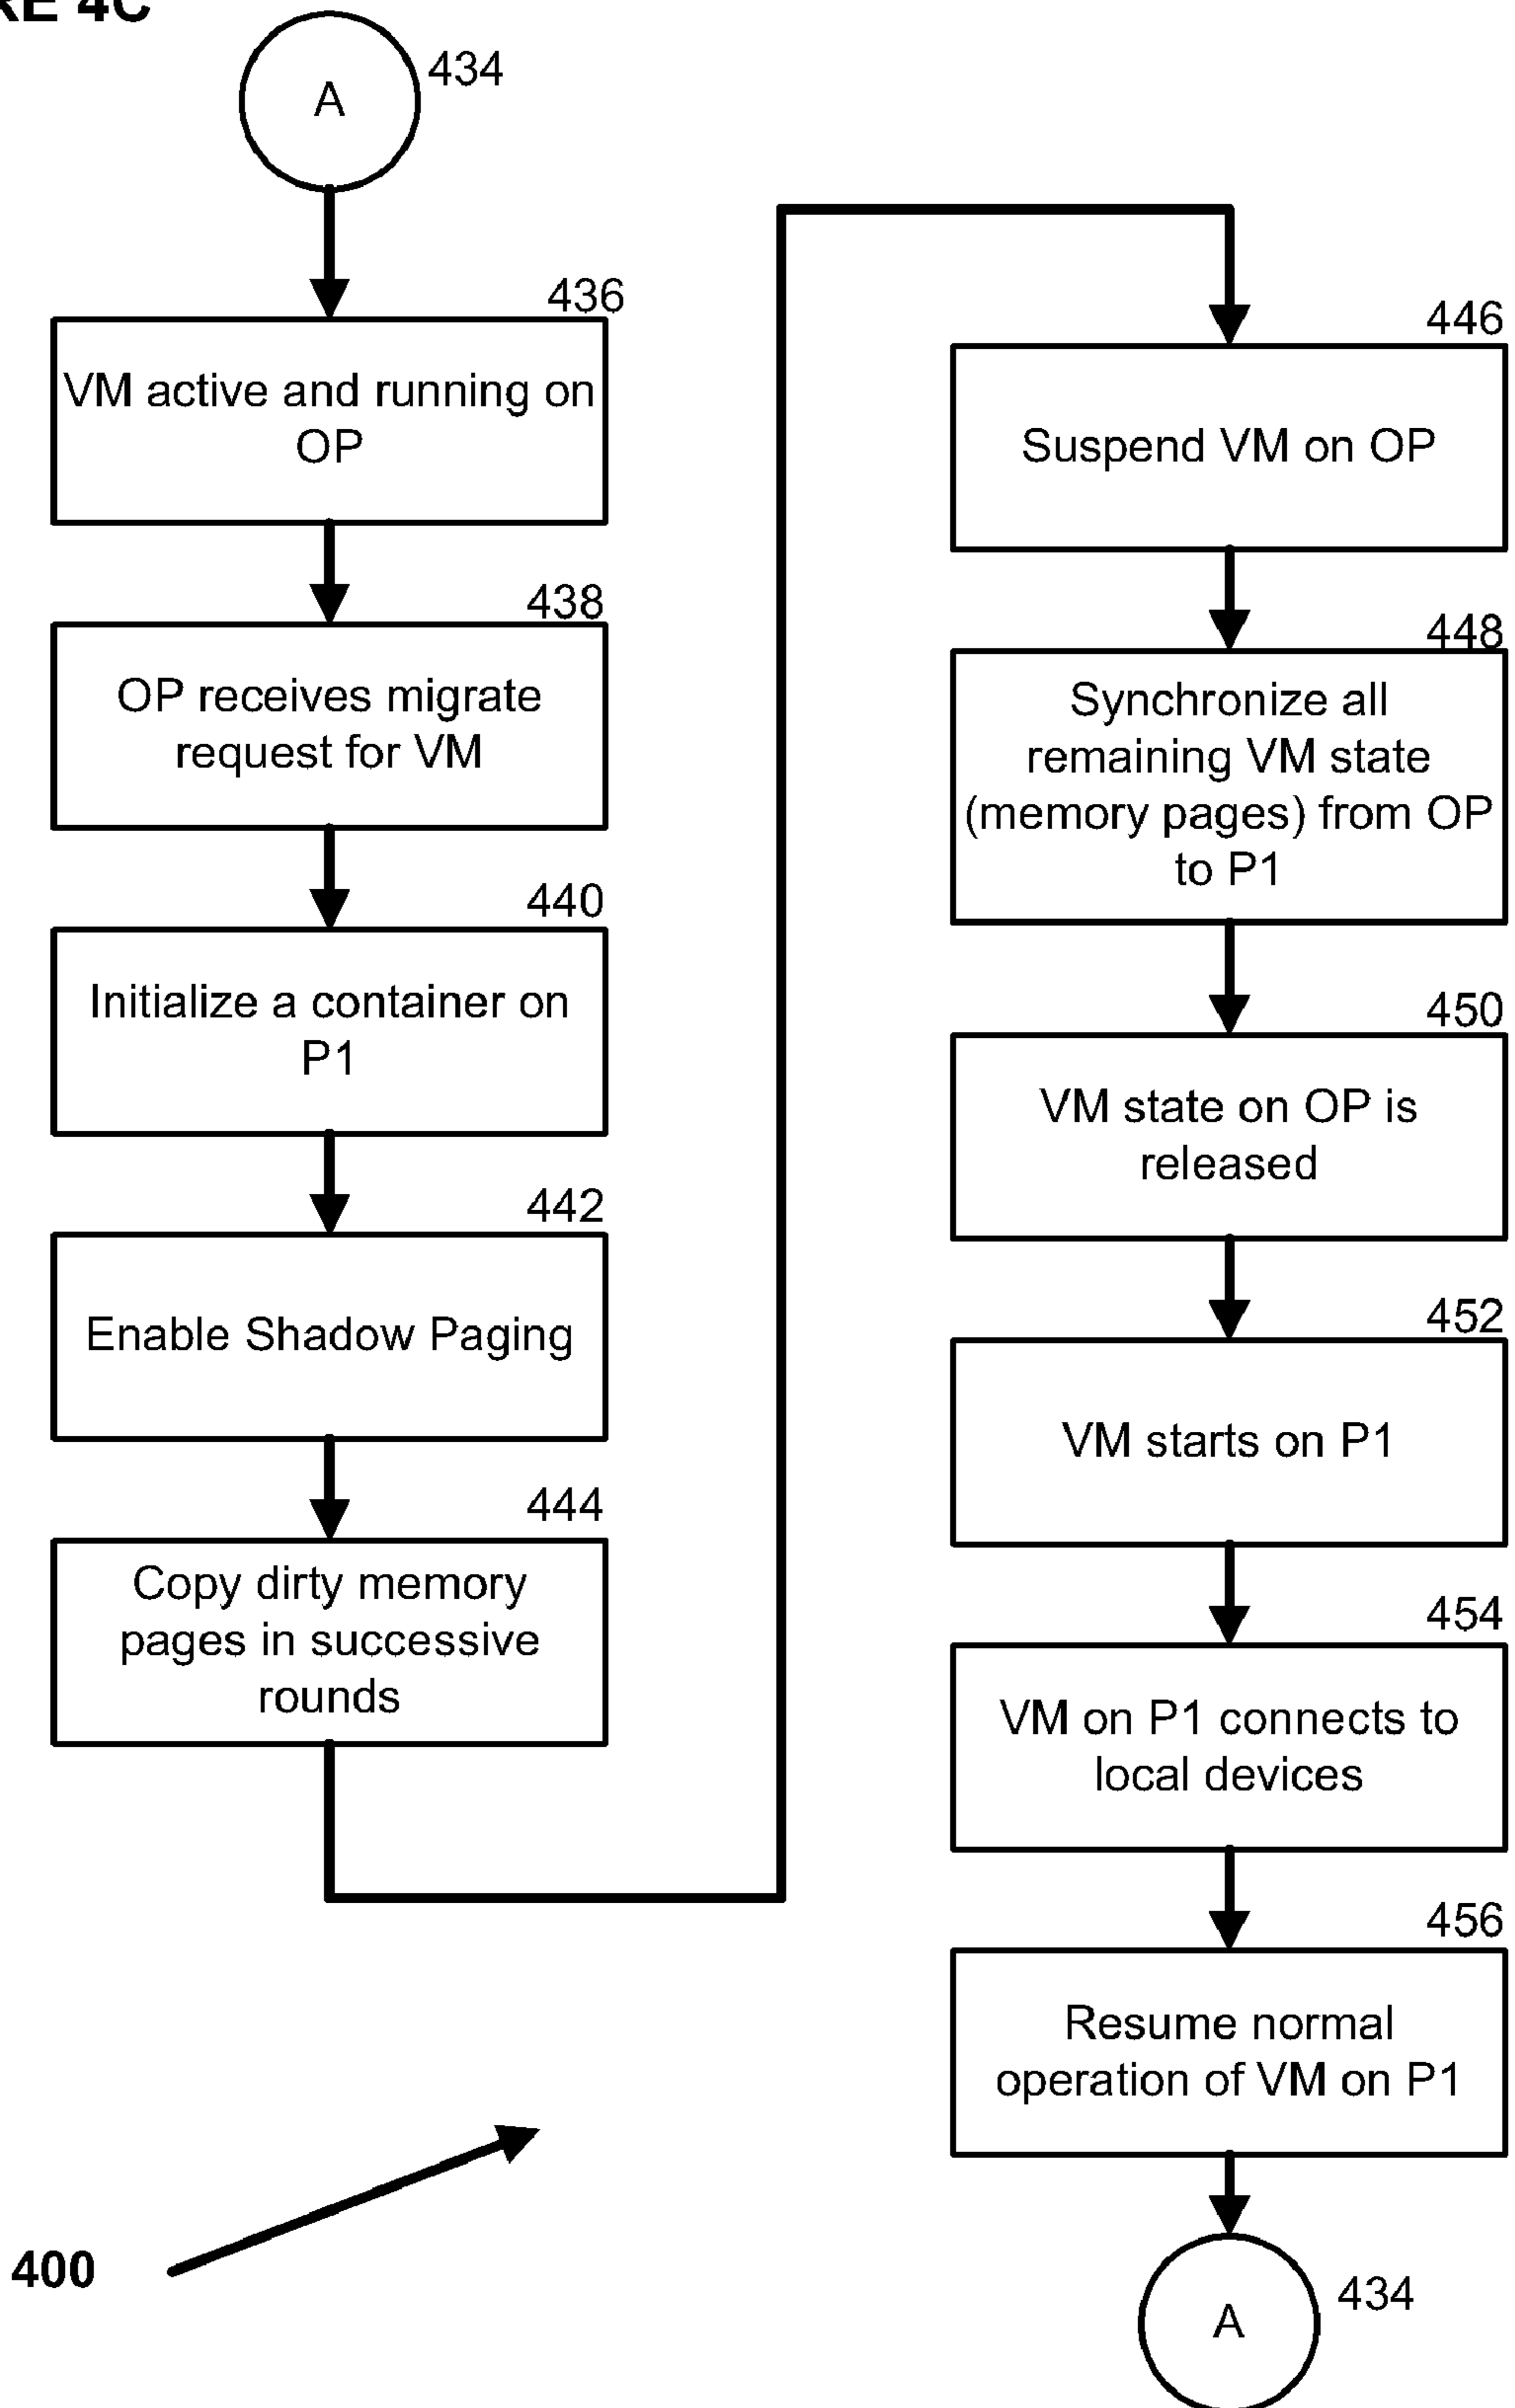 RE 4C
A
434
436
VM active and running on
OP
438
OP receives migrate
request for VM
440
Initialize a container on
P1
442
Enable Shadow Paging
444
Copy dirty memory
pages in successive
rounds
446
Suspend VM on OP
448
Synchronize all
remaining VM state
(memory pages) from OP
to P1
450
VM state on OP is
released
452
VM starts on P1
454
VM on P1 connects to
local devices
456
Resume normal
operation of VM on P1
A
434
400